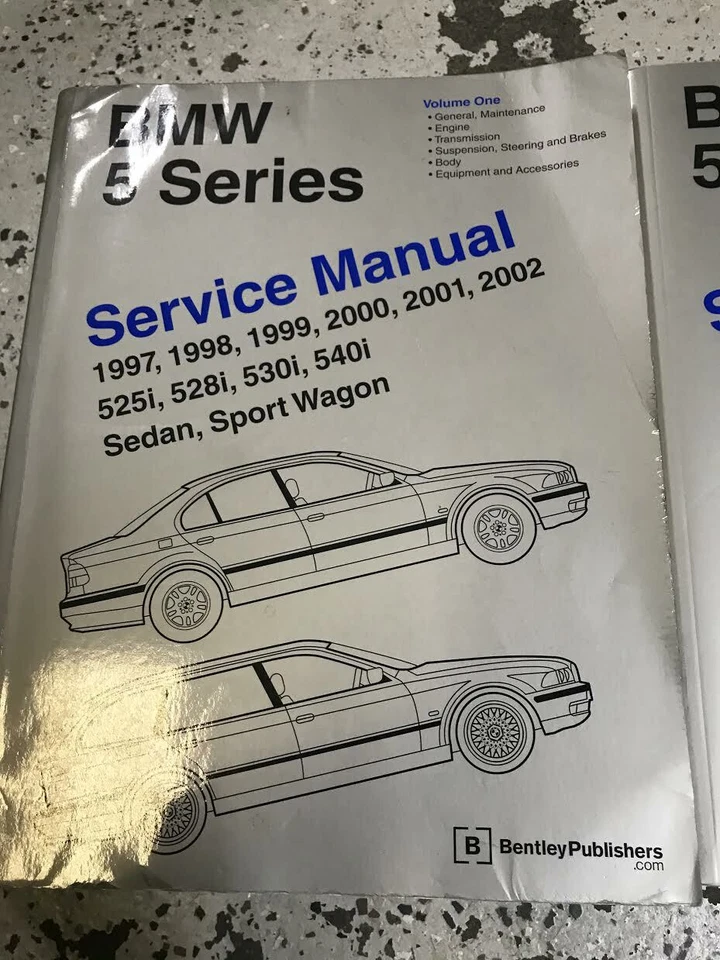 BMW
5 Series
Volume One
• General, Maintenance
• Engine
• Transmission
• Suspension, Steering and Brakes
• Body
• Equipment and Accessories
Service Manual
1997, 1998, 1999, 2000, 2001, 2002
525i, 528i, 530i, 540i
Sedan, Sport Wagon
[B] BentleyPublishers
.com
B
5
S